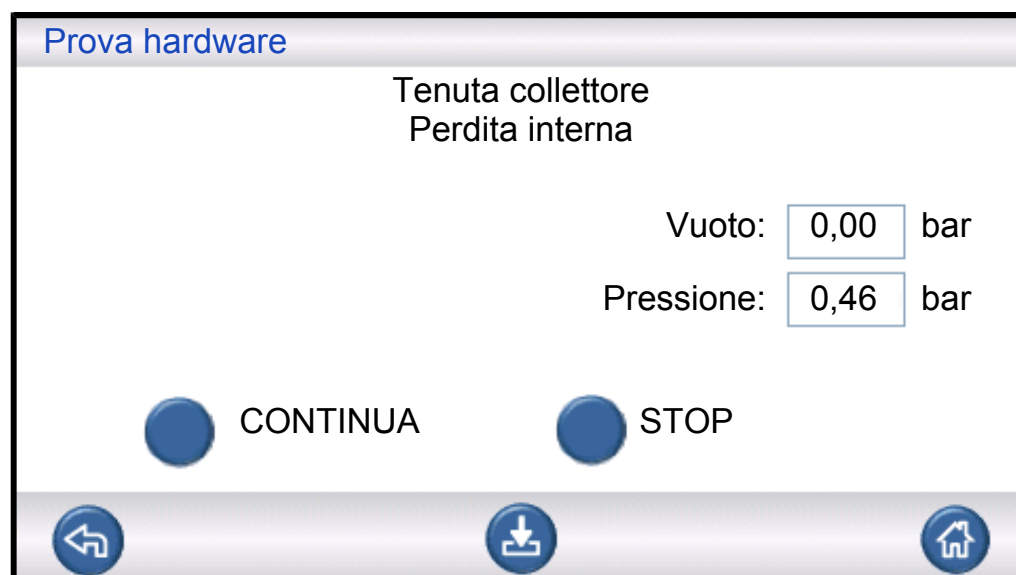 Prova hardware
Tenuta collettore
Perdita interna
Vuoto: 0,00 bar
Pressione: 0,46 bar
CONTINUA STOP